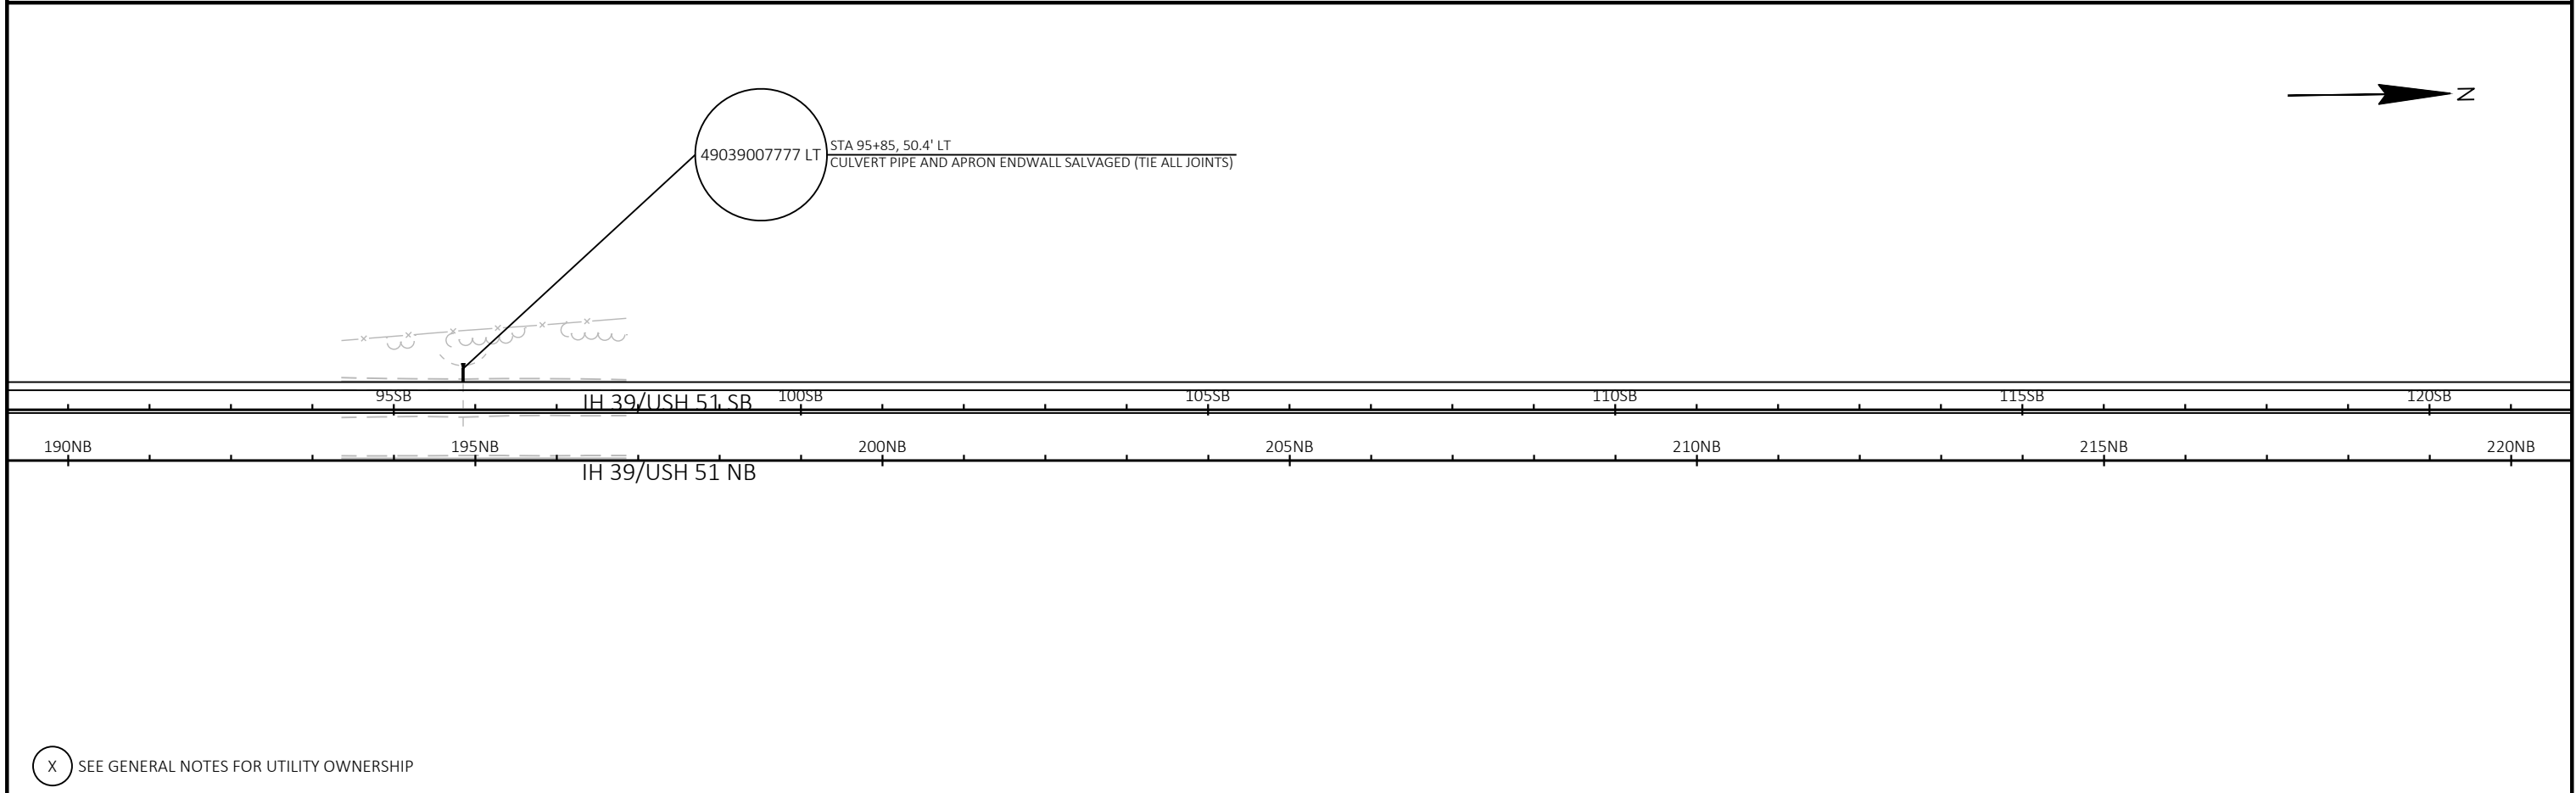 N
STA 95+85, 50.4' LT
49039007777 LT
CULVERT PIPE AND APRON ENDWALL SALVAGED (TIE ALL JOINTS)
95SB 100SB 105SB 110SB 115SB 120SB
IH 39/USH 51 SB
190NB 195NB 200NB 205NB 210NB 215NB 220NB
IH 39/USH 51 NB
X SEE GENERAL NOTES FOR UTILITY OWNERSHIP